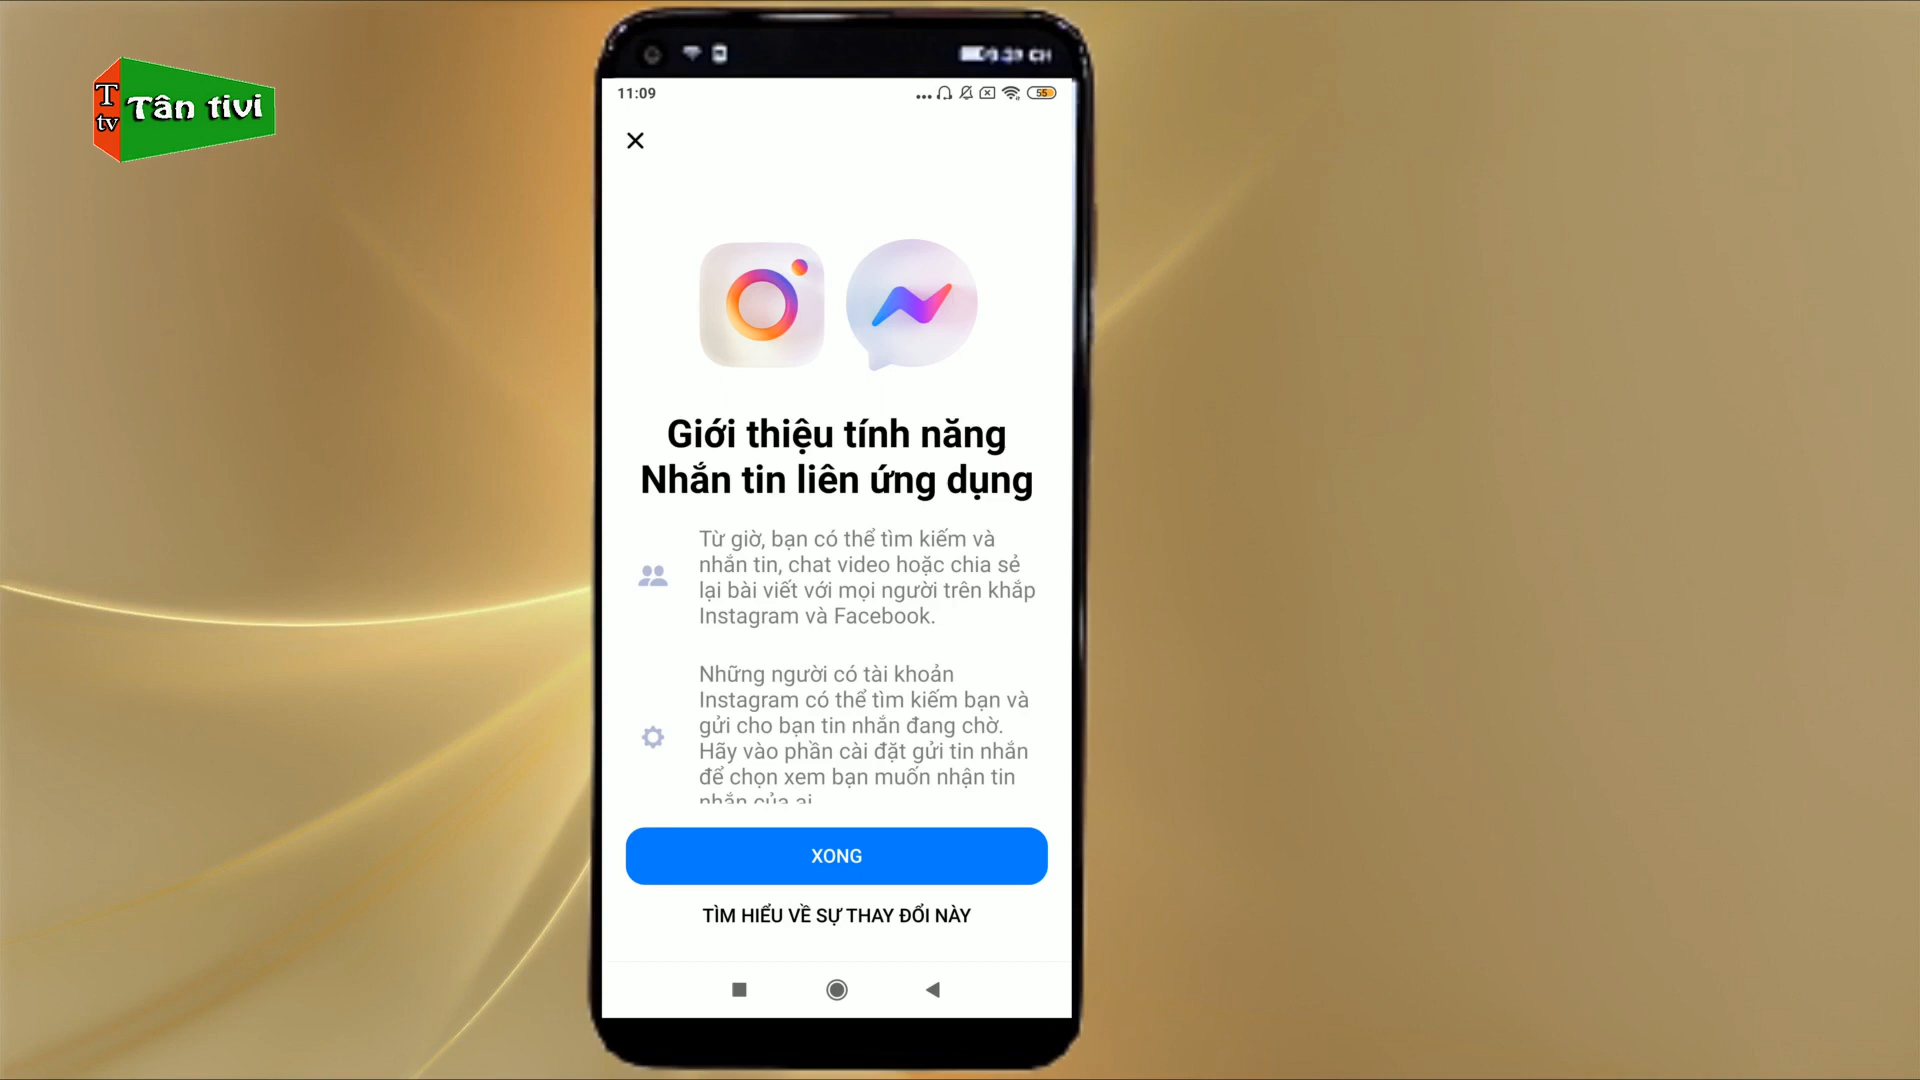 T
tv
Tân tivi
11:09
55
Giới thiệu tính năng
Nhắn tin liên ứng dụng
Từ giờ, bạn có thể tìm kiếm và
nhắn tin, chat video hoặc chia sẻ
lại bài viết với mọi người trên khắp
Instagram và Facebook.
Những người có tài khoản
Instagram có thể tìm kiếm bạn và
gửi cho bạn tin nhắn đang chờ.
Hãy vào phần cài đặt gửi tin nhắn
để chọn xem bạn muốn nhận tin
nhắn của ai
XONG
TÌM HIỂU VỀ SỰ THAY ĐỔI NÀY